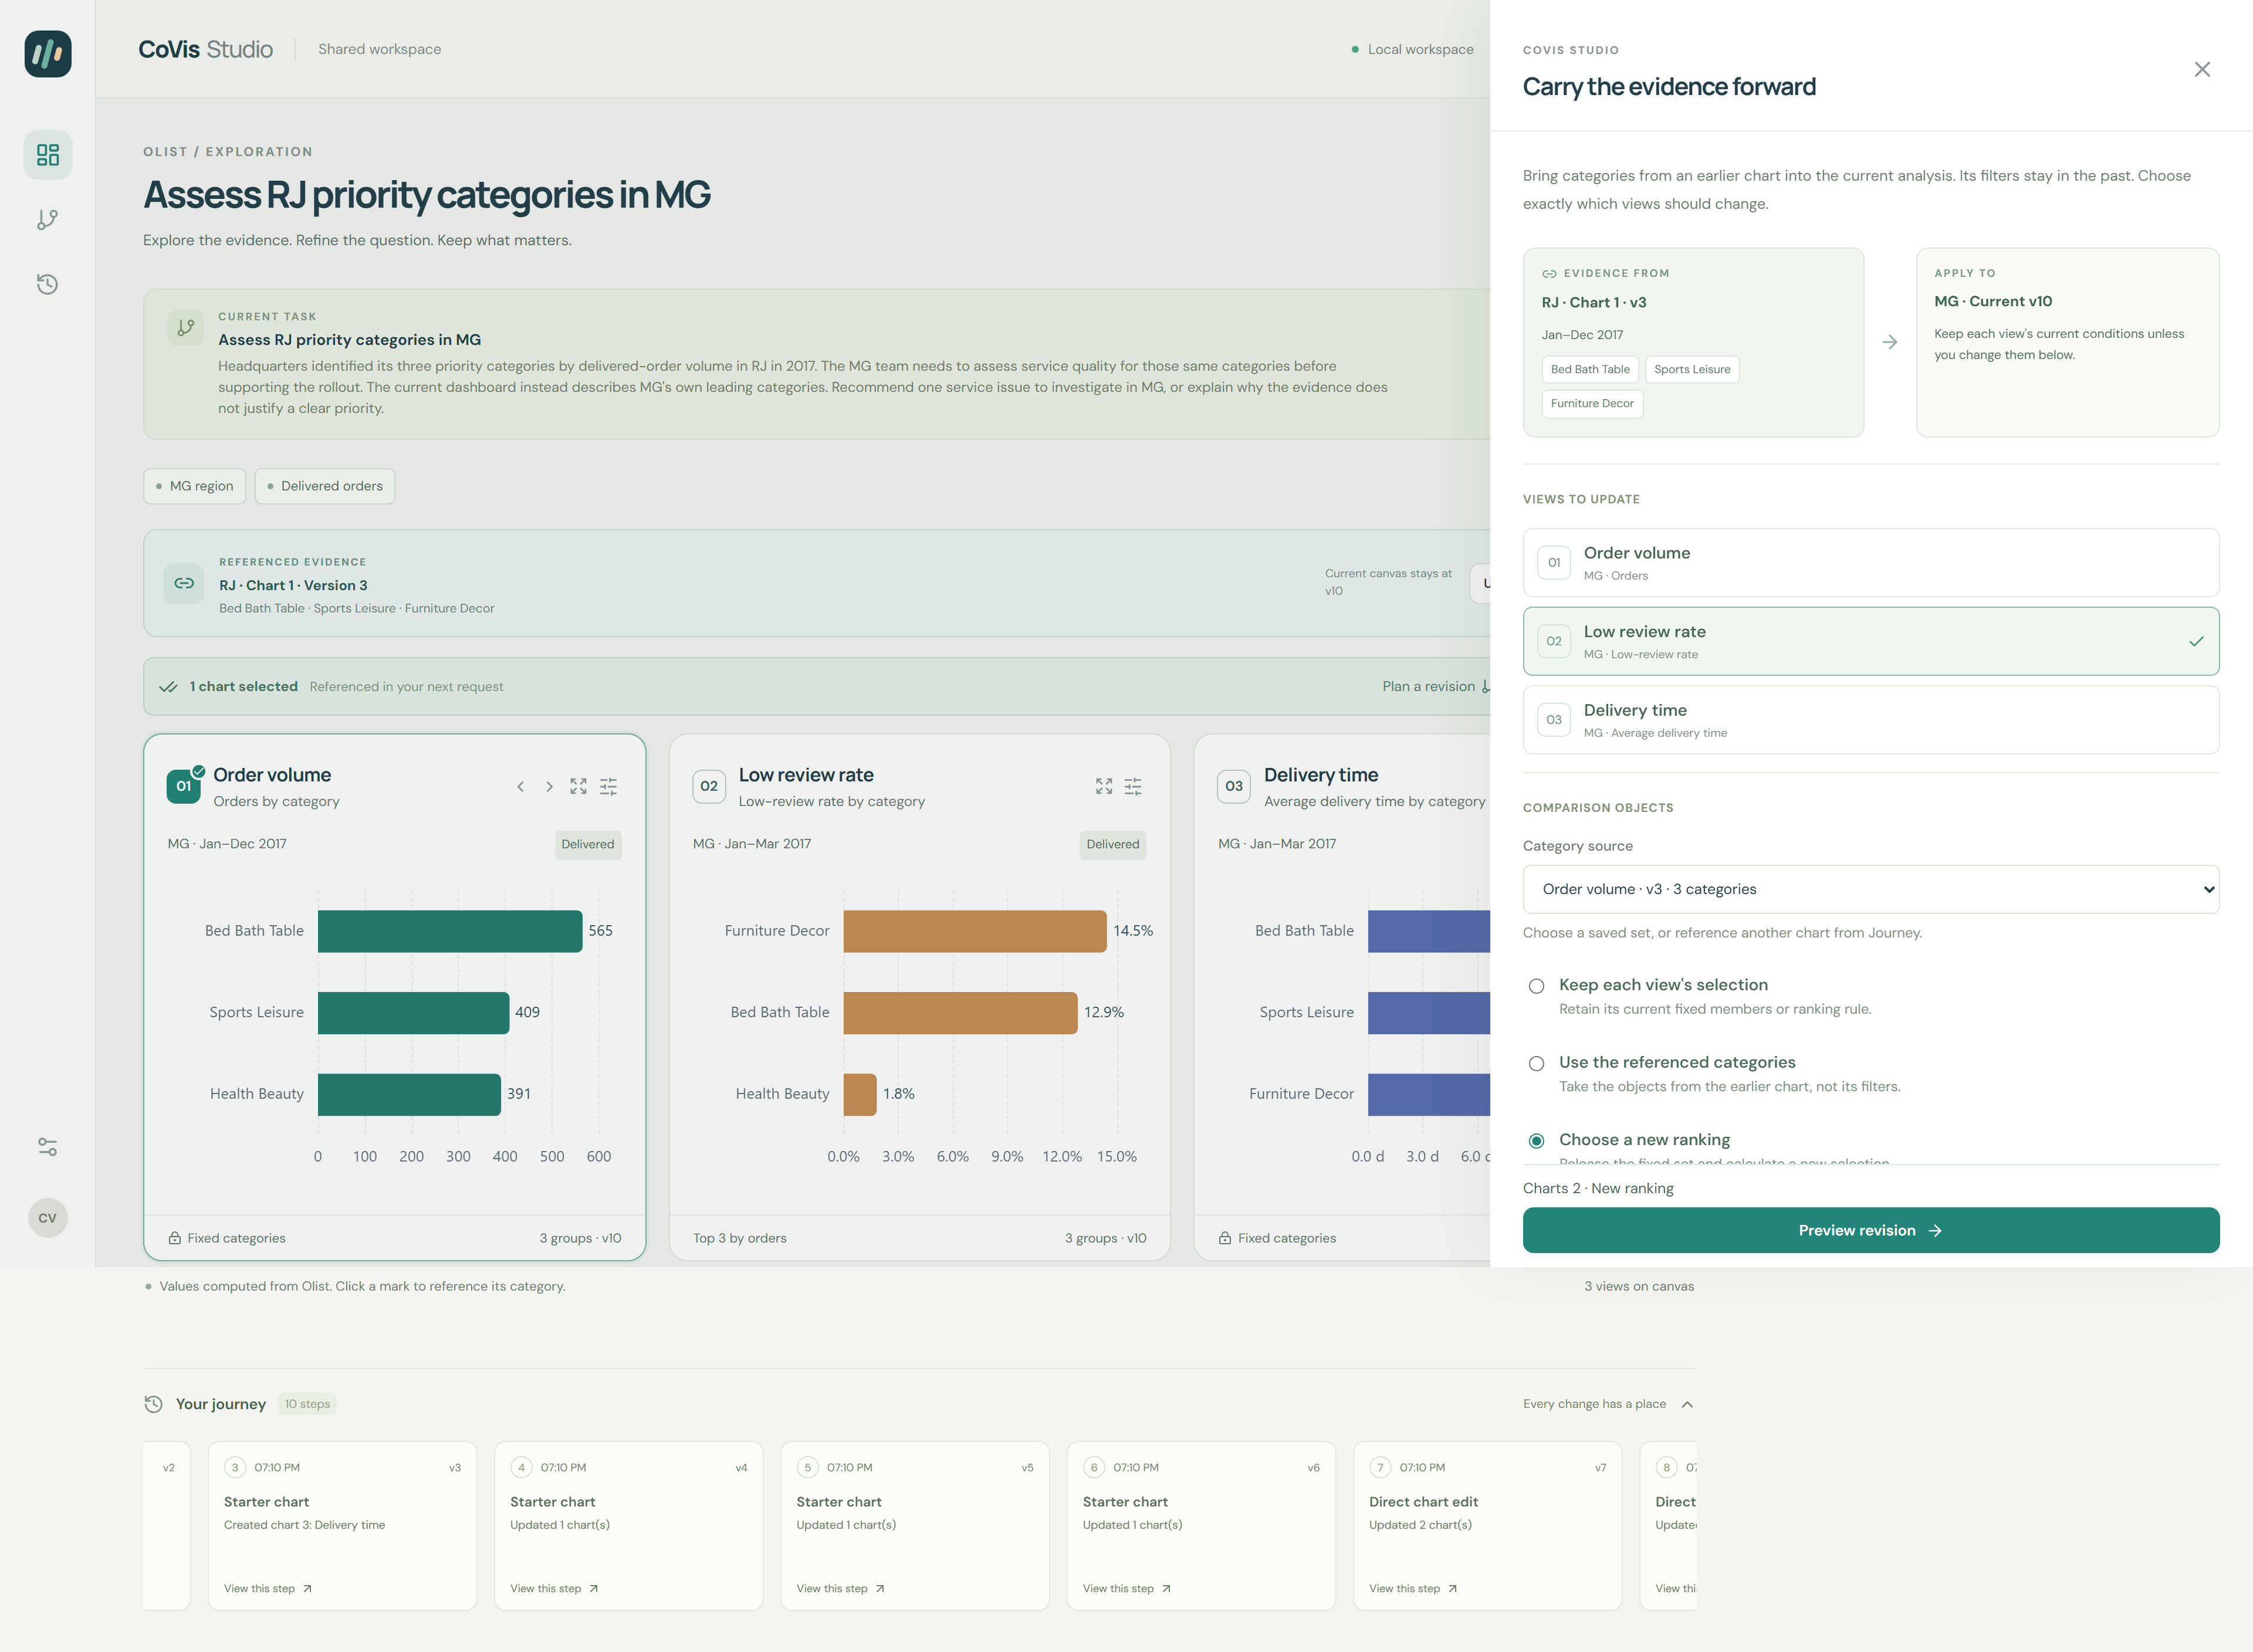 CoVis Studio
Shared workspace
Local workspace
OLIST / EXPLORATION
Assess RJ priority categories in MG
Explore the evidence. Refine the question. Keep what matters.
CURRENT TASK
Assess RJ priority categories in MG
Headquarters identified its three priority categories by delivered-order volume in RJ in 2017. The MG team needs to assess service quality for those same categories before
supporting the rollout. The current dashboard instead describes MG's own leading categories. Recommend one service issue to investigate in MG, or explain why the evidence does
not justify a clear priority.
MG region
Delivered orders
REFERENCED EVIDENCE
RJ · Chart 1 · Version 3
Bed Bath Table · Sports Leisure · Furniture Decor
Current canvas stays at
v10
1 chart selected
Referenced in your next request
Plan a revision
01
Order volume
Orders by category
MG · Jan–Dec 2017
Delivered
Bed Bath Table
565
Sports Leisure
409
Health Beauty
391
0 100 200 300 400 500 600
Fixed categories
3 groups · v10
02
Low review rate
Low-review rate by category
MG · Jan–Mar 2017
Delivered
Furniture Decor
14.5%
Bed Bath Table
12.9%
Health Beauty
1.8%
0.0% 3.0% 6.0% 9.0% 12.0% 15.0%
Top 3 by orders
3 groups · v10
03
Delivery time
Average delivery time by category
MG · Jan–Mar 2017
Bed Bath Table
Sports Leisure
Furniture Decor
0.0 d 3.0 d 6.0
Fixed categories
CV
Values computed from Olist. Click a mark to reference its category.
3 views on canvas
Your journey
10 steps
Every change has a place
v2
3 07:10 PM v3
Starter chart
Created chart 3: Delivery time
View this step
4 07:10 PM v4
Starter chart
Updated 1 chart(s)
View this step
5 07:10 PM v5
Starter chart
Updated 1 chart(s)
View this step
6 07:10 PM v6
Starter chart
Updated 1 chart(s)
View this step
7 07:10 PM v7
Direct chart edit
Updated 2 chart(s)
View this step
8
Direct
View
COVIS STUDIO
Carry the evidence forward
Bring categories from an earlier chart into the current analysis. Its filters stay in the past. Choose
exactly which views should change.
EVIDENCE FROM
RJ · Chart 1 · v3
Jan–Dec 2017
Bed Bath Table
Sports Leisure
Furniture Decor
APPLY TO
MG · Current v10
Keep each view's current conditions unless
you change them below.
VIEWS TO UPDATE
01
Order volume
MG · Orders
02
Low review rate
MG · Low-review rate
03
Delivery time
MG · Average delivery time
COMPARISON OBJECTS
Category source
Order volume · v3 · 3 categories
Choose a saved set, or reference another chart from Journey.
Keep each view's selection
Retain its current fixed members or ranking rule.
Use the referenced categories
Take the objects from the earlier chart, not its filters.
Choose a new ranking
Release the fixed set and calculate a new selection.
Charts 2 · New ranking
Preview revision